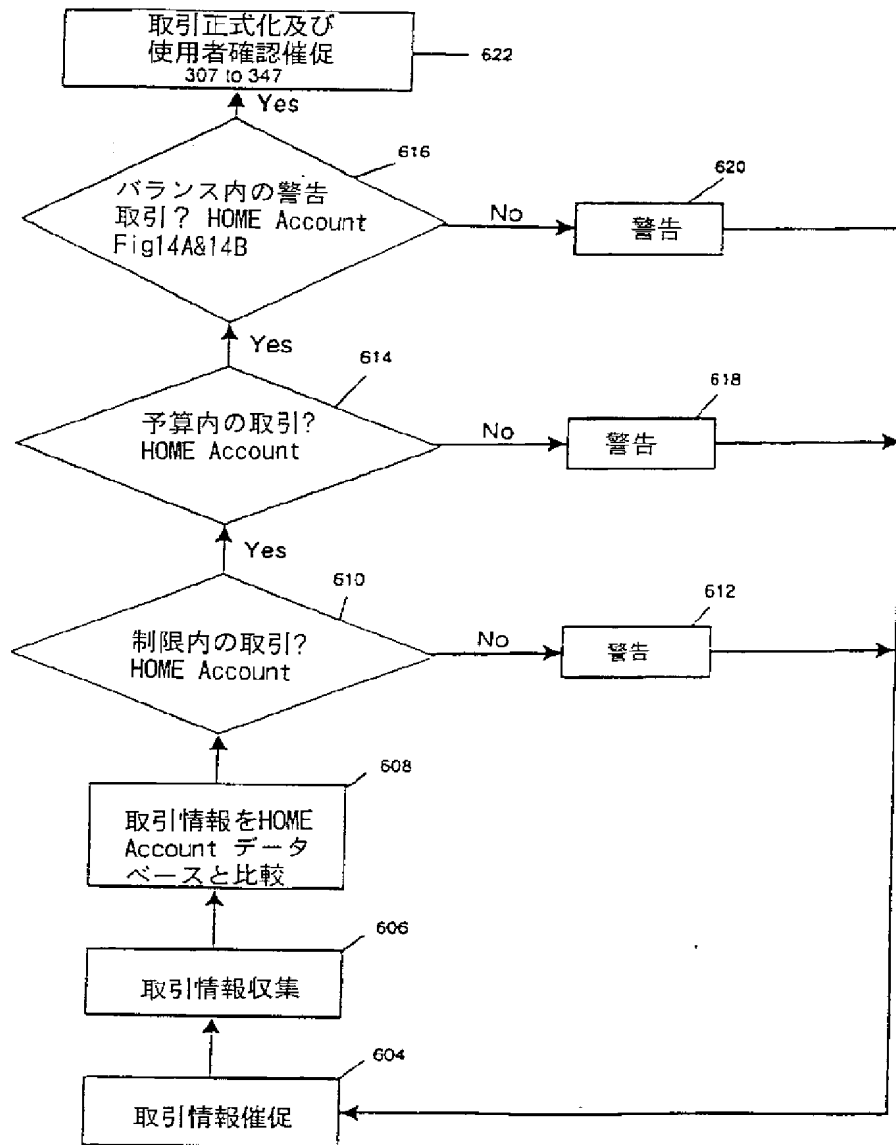 取引正式化及び
使用者確認催促
307 to 347
622
Yes
616
バランス内の警告
取引? HOME Account
Fig14A&14B
No
620
警告
Yes
614
予算内の取引?
HOME Account
No
618
警告
Yes
610
制限内の取引?
HOME Account
No
612
警告
608
取引情報をHOME
Account データ
ベースと比較
606
取引情報収集
604
取引情報催促